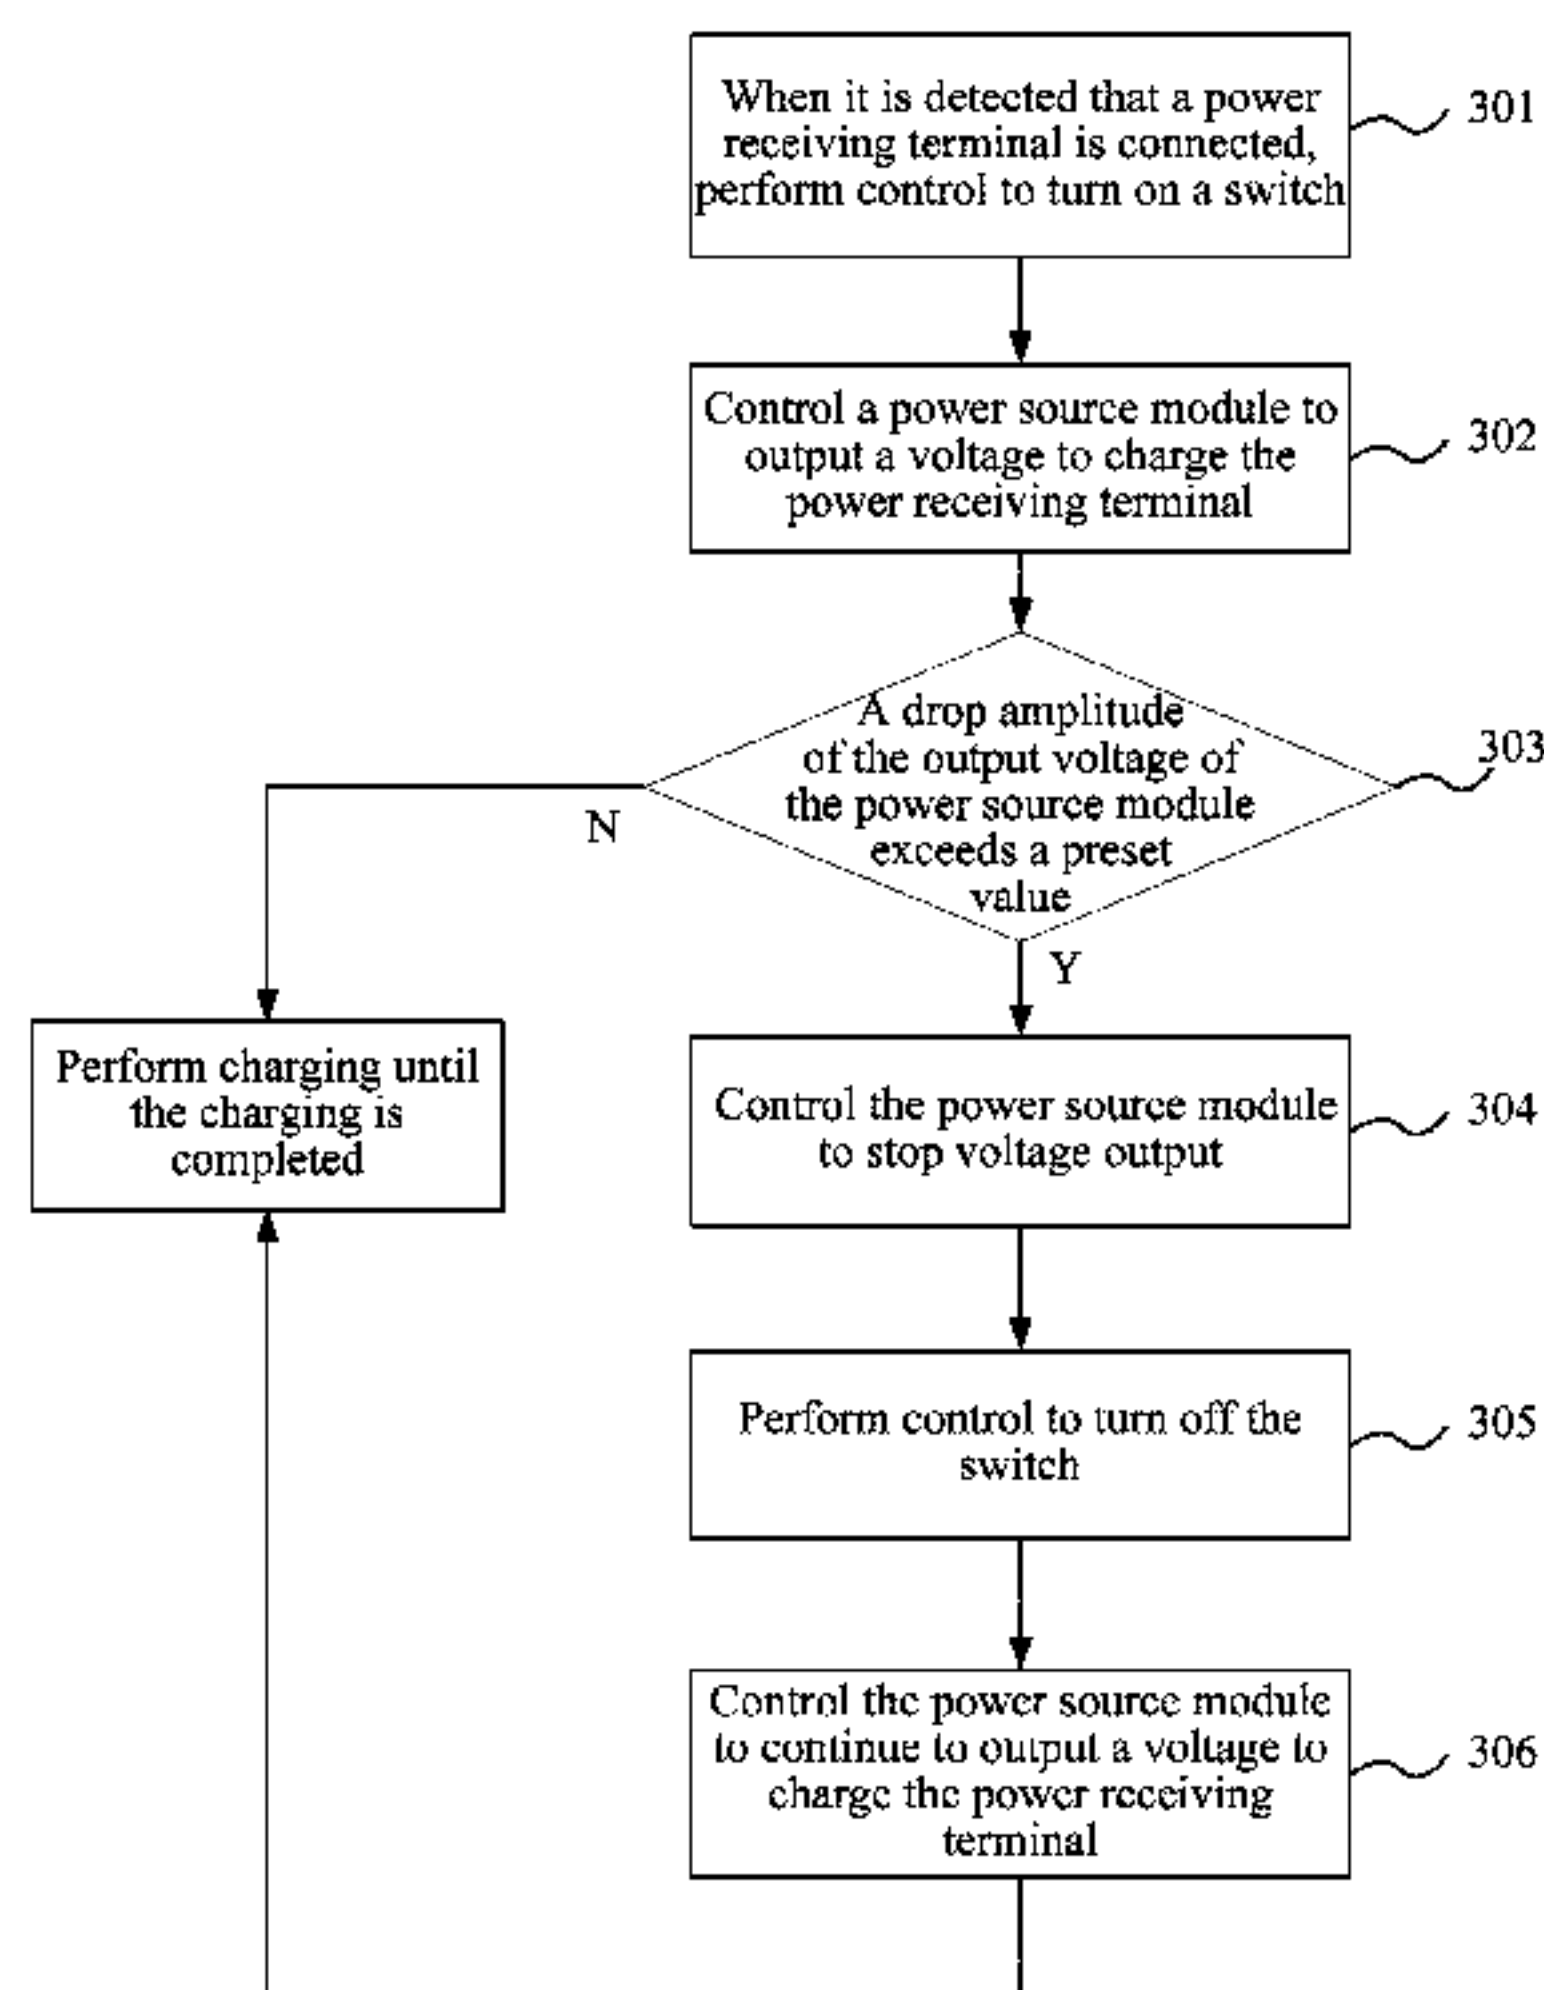 When it is detected that a power
receiving terminal is connected,
perform control to turn on a switch
301
Control a power source module to
output a voltage to charge the
power receiving terminal
302
A drop amplitude
of the output voltage of
the power source module
exceeds a preset
value
303
N
Y
Perform charging until
the charging is
completed
Control the power source module
to stop voltage output
304
Perform control to turn off the
switch
305
Control the power source module
to continue to output a voltage to
charge the power receiving
terminal
306